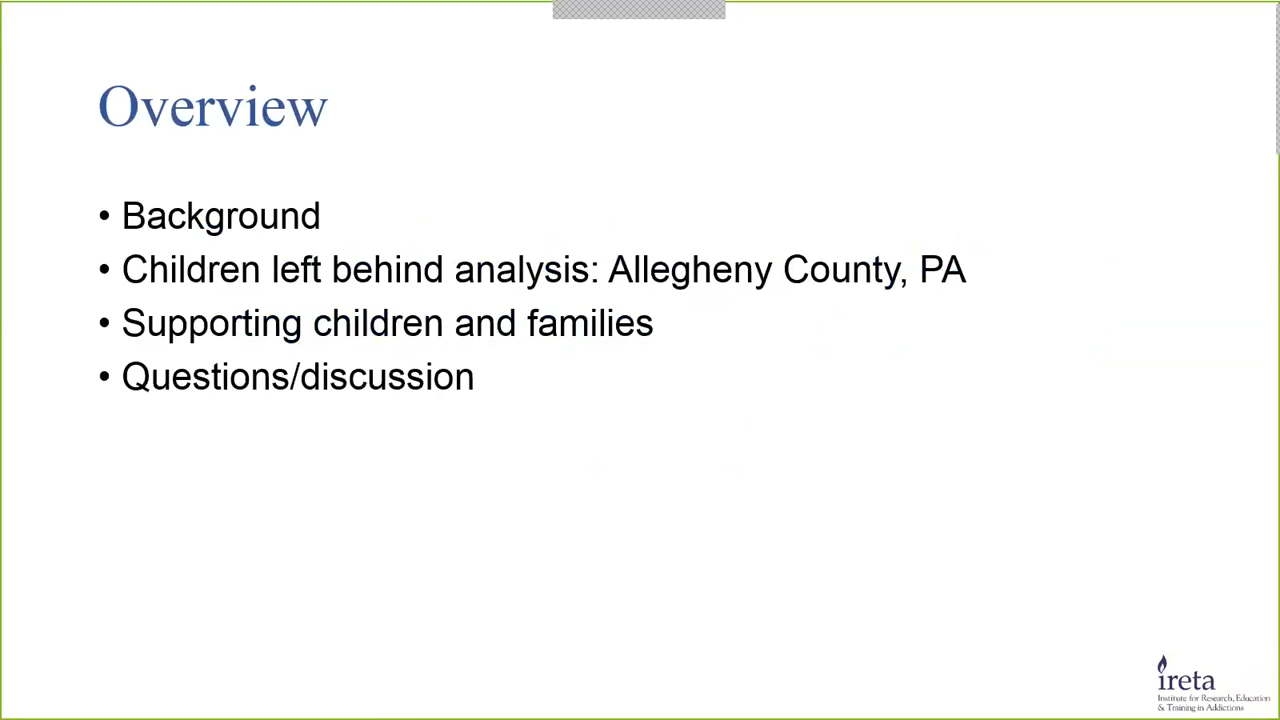 Overview
• Background
• Children left behind analysis: Allegheny County, PA
• Supporting children and families
• Questions/discussion
ireta
Institute for Research, Education
& Training in Addictions